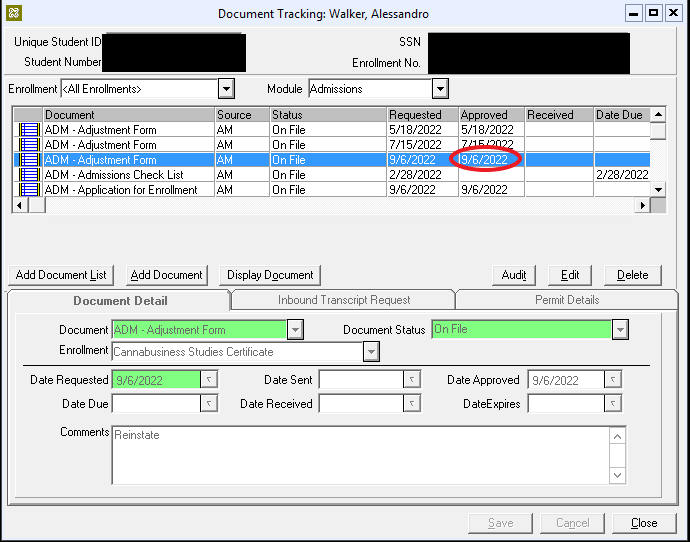 Document Tracking: Walker, Alessandro
Unique Student ID SSN
Student Number Enrollment No.
Enrollment <All Enrollments> Module Admissions
Document Source Status Requested Approved Received Date Due
ADM - Adjustment Form AM On File 5/18/2022 5/18/2022
ADM - Adjustment Form AM On File 7/15/2022 7/15/2022
ADM - Adjustment Form AM On File 9/6/2022 9/6/2022
ADM - Admissions Check List AM On File 2/28/2022 2/28/2022
ADM - Application for Enrollment AM On File 9/6/2022 9/6/2022
Add Document List Add Document Display Document Audit Edit Delete
Document Detail Inbound Transcript Request Permit Details
Document ADM - Adjustment Form Document Status On File
Enrollment Cannabusiness Studies Certificate
Date Requested 9/6/2022 Date Sent Date Approved 9/6/2022
Date Due Date Received DateExpires
Comments Reinstate
Save Cancel Close